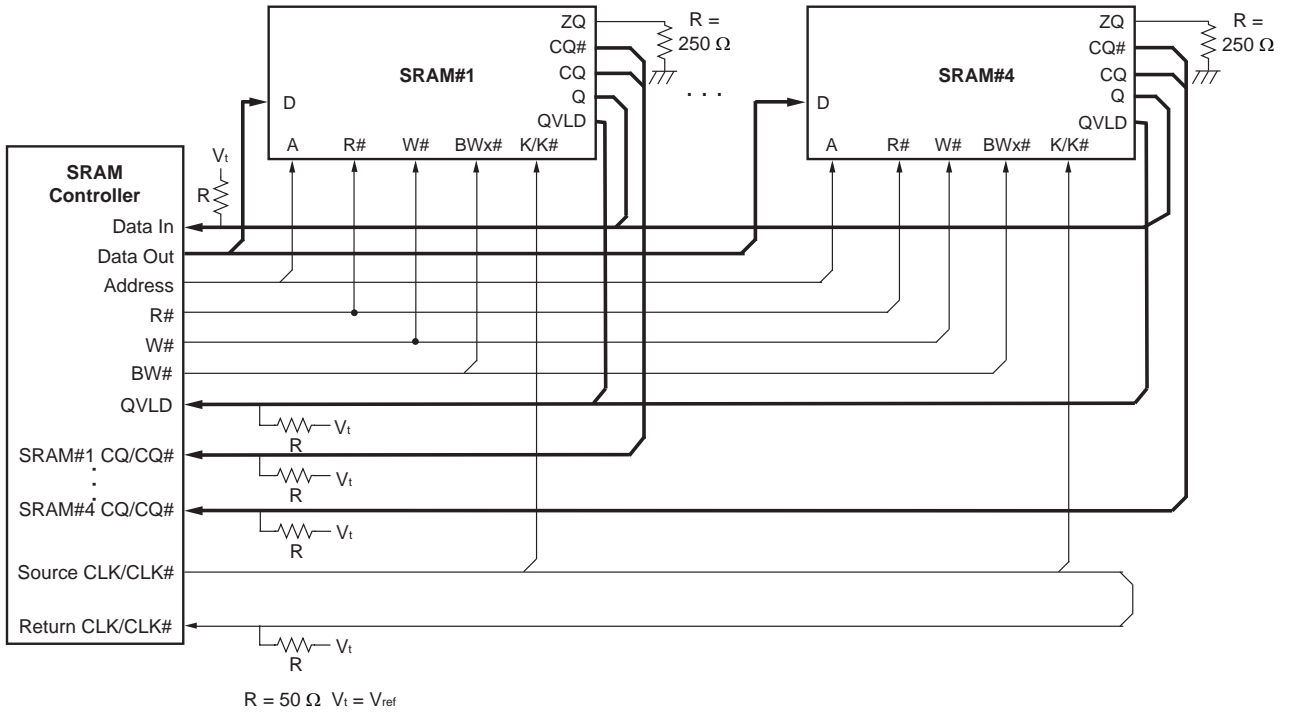 ZQ
CQ#
CQ
Q
QVLD
SRAM#1
D
A R# W# BWx# K/K#
R =
250 Ω
. . .
ZQ
CQ#
CQ
Q
QVLD
SRAM#4
D
A R# W# BWx# K/K#
R =
250 Ω
SRAM
Controller
Vt
R
Data In
Data Out
Address
R#
W#
BW#
QVLD
R Vt
SRAM#1 CQ/CQ#
R Vt
.
.
.
SRAM#4 CQ/CQ#
R Vt
Source CLK/CLK#
Return CLK/CLK#
R Vt
R = 50 Ω Vt = Vref